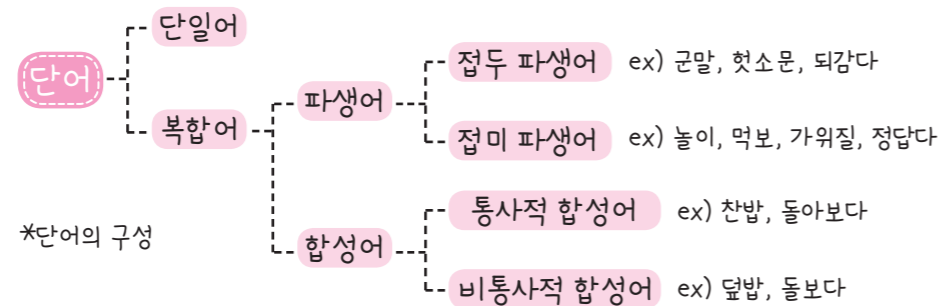 단일어
단어
접두 파생어 ex) 군말, 헛소문, 되감다
파생어
복합어
접미 파생어 ex) 놀이, 먹보, 가위질, 정답다
통사적 합성어 ex) 찬밥, 돌아보다
*단어의 구성
합성어
비통사적 합성어 ex) 덮밥, 돌보다